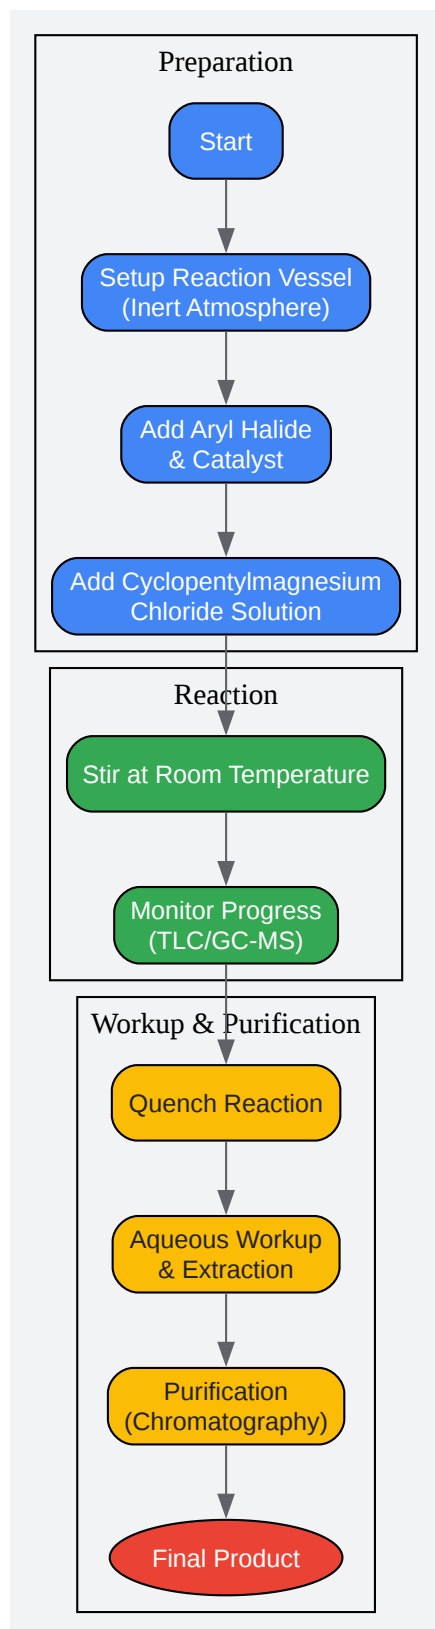 Preparation
Start
Setup Reaction Vessel
(Inert Atmosphere)
Add Aryl Halide
& Catalyst
Add Cyclopentylmagnesium
Chloride Solution
Reaction
Stir at Room Temperature
Monitor Progress
(TLC/GC-MS)
Workup & Purification
Quench Reaction
Aqueous Workup
& Extraction
Purification
(Chromatography)
Final Product